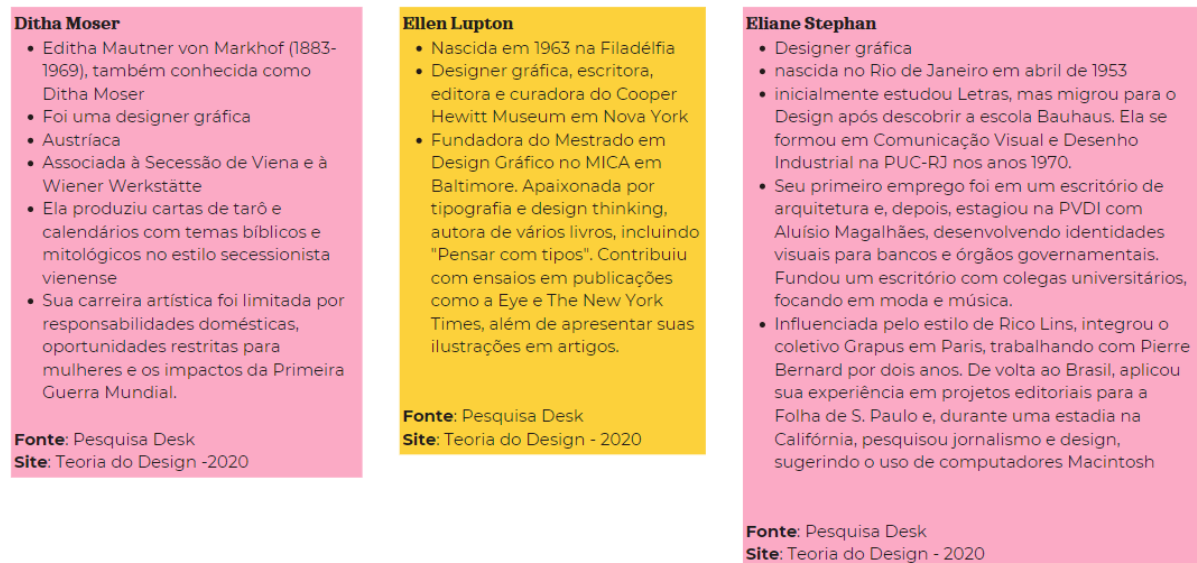 Ditha Moser
• Editha Mautner von Markhof (1883-
1969), também conhecida como
Ditha Moser
• Foi uma designer gráfica
• Austríaca
• Associada à Secessão de Viena e à
Wiener Werkstätte
• Ela produziu cartas de tarô e
calendários com temas bíblicos e
mitológicos no estilo secessionista
vienense
• Sua carreira artística foi limitada por
responsabilidades domésticas,
oportunidades restritas para
mulheres e os impactos da Primeira
Guerra Mundial.
Fonte: Pesquisa Desk
Site: Teoria do Design -2020
Ellen Lupton
• Nascida em 1963 na Filadélfia
• Designer gráfica, escritora,
editora e curadora do Cooper
Hewitt Museum em Nova York
• Fundadora do Mestrado em
Design Gráfico no MICA em
Baltimore. Apaixonada por
tipografia e design thinking,
autora de vários livros, incluindo
"Pensar com tipos". Contribuiu
com ensaios em publicações
como a Eye e The New York
Times, além de apresentar suas
ilustrações em artigos.
Fonte: Pesquisa Desk
Site: Teoria do Design - 2020
Eliane Stephan
• Designer gráfica
• nascida no Rio de Janeiro em abril de 1953
• inicialmente estudou Letras, mas migrou para o
Design após descobrir a escola Bauhaus. Ela se
formou em Comunicação Visual e Desenho
Industrial na PUC-RJ nos anos 1970.
• Seu primeiro emprego foi em um escritório de
arquitetura e, depois, estagiou na PVDI com
Aluísio Magalhães, desenvolvendo identidades
visuais para bancos e órgãos governamentais.
Fundou um escritório com colegas universitários,
focando em moda e música.
• Influenciada pelo estilo de Rico Lins, integrou o
coletivo Grapus em Paris, trabalhando com Pierre
Bernard por dois anos. De volta ao Brasil, aplicou
sua experiência em projetos editoriais para a
Folha de S. Paulo e, durante uma estadia na
Califórnia, pesquisou jornalismo e design,
sugerindo o uso de computadores Macintosh
Fonte: Pesquisa Desk
Site: Teoria do Design - 2020